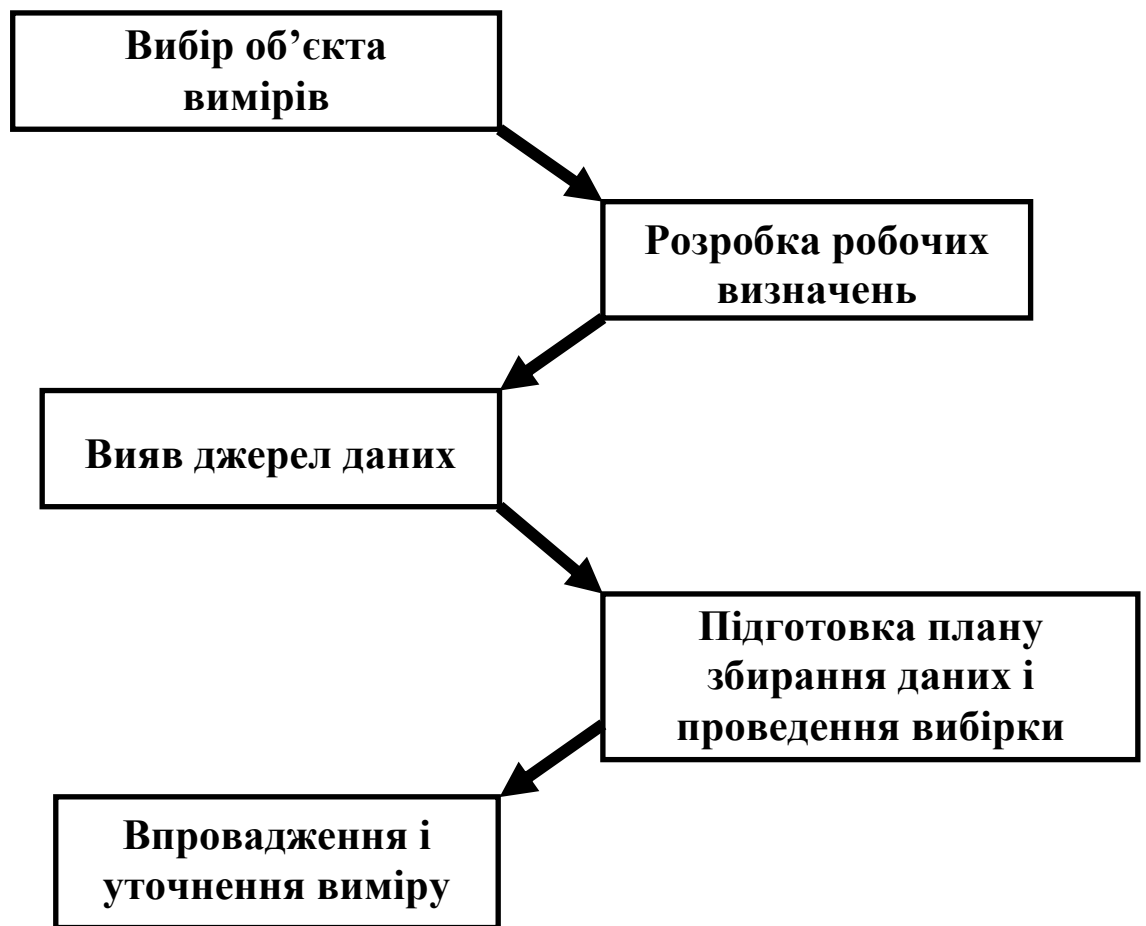 Вибір об’єкта
вимірів
Розробка робочих
визначень
Вияв джерел даних
Підготовка плану
збирання даних і
проведення вибірки
Впровадження і
уточнення виміру